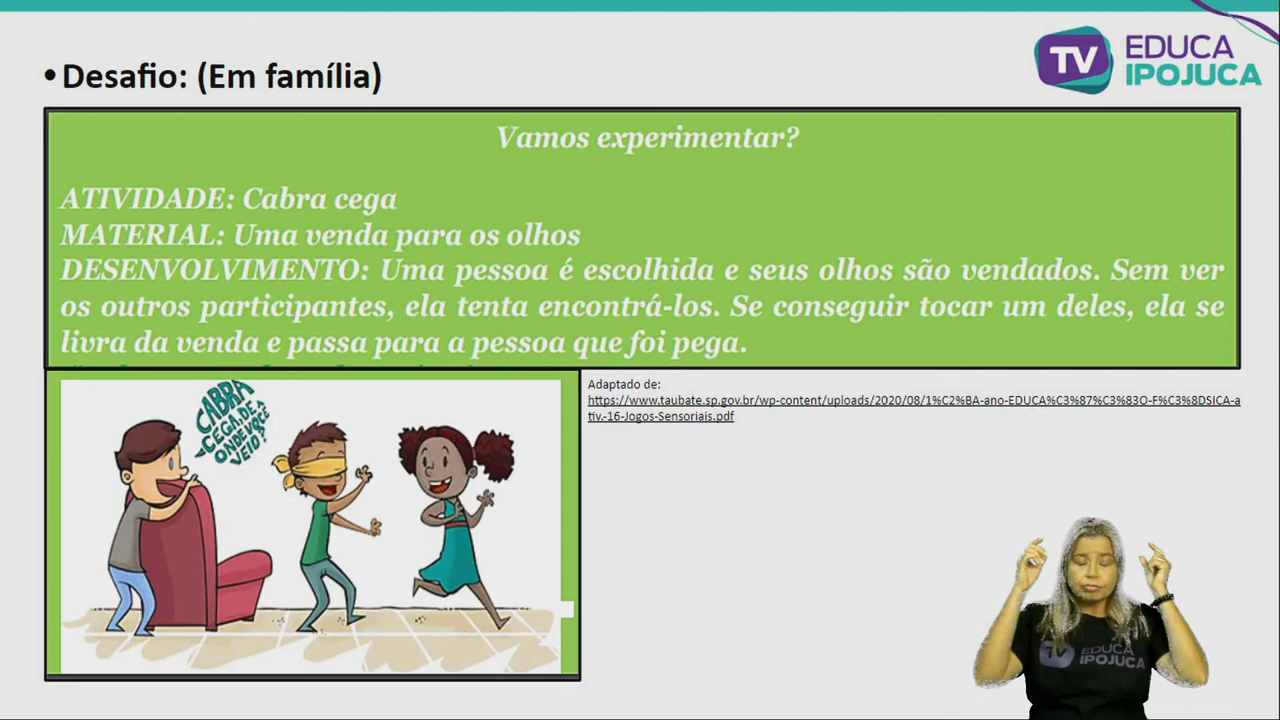 •Desafio: (Em família)
TV EDUCA
IPOJUCA
Vamos experimentar?
ATIVIDADE: Cabra cega
MATERIAL: Uma venda para os olhos
DESENVOLVIMENTO: Uma pessoa é escolhida e seus olhos são vendados. Sem ver
os outros participantes, ela tenta encontrá-los. Se conseguir tocar um deles, ela se
livra da venda e passa para a pessoa que foi pega.
CABRA
CEGA, DE
ONDE VOCÊ
VEIO?
Adaptado de:
https://www.taubate.sp.gov.br/wp-content/uploads/2020/08/1%C2%BA-ano-EDUCA%C3%87%C3%83O-F%C3%8DSICA-a
tiv.-16-Jogos-Sensoriais.pdf
TV EDUCA
IPOJUCA